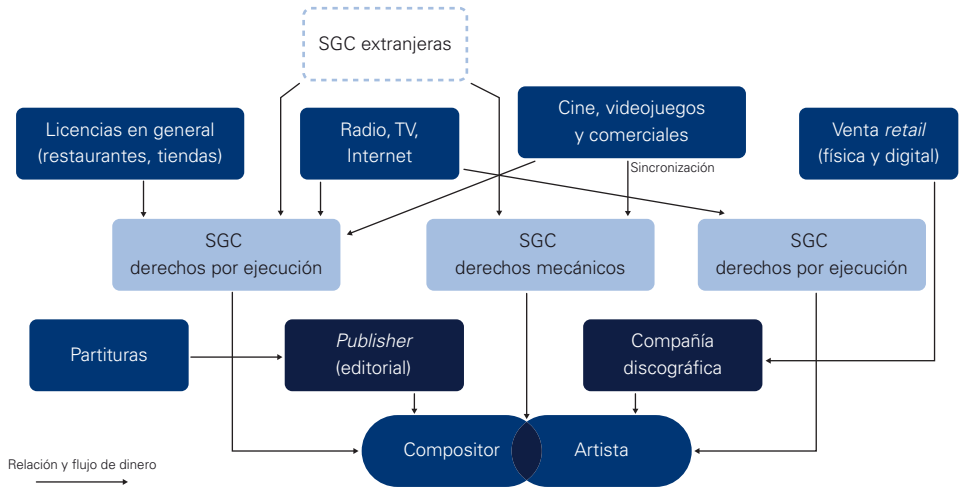 SGC extranjeras
Licencias en general
(restaurantes, tiendas)
Radio, TV,
Internet
Cine, videojuegos
y comerciales
Venta retail
(física y digital)
Sincronización
SGC
derechos por ejecución
SGC
derechos mecánicos
SGC
derechos por ejecución
Partituras
Publisher
(editorial)
Compañía
discográfica
Compositor
Artista
Relación y flujo de dinero